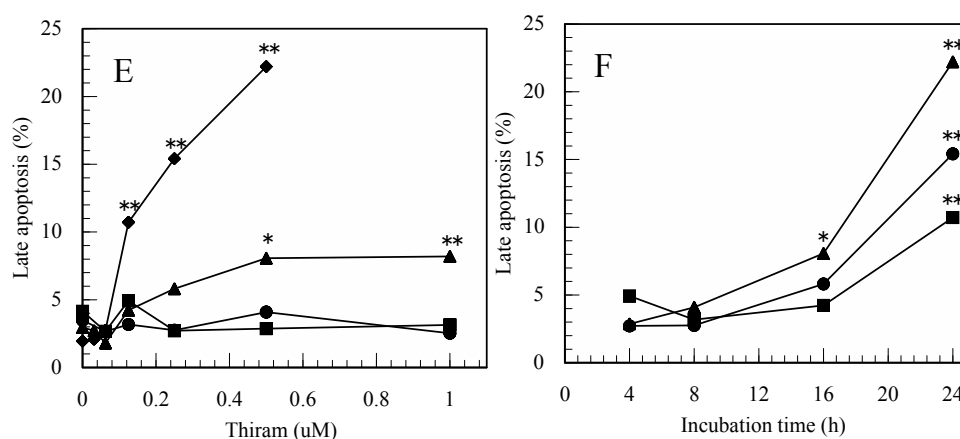 E
Late apoptosis (%)
25
20
15
10
5
0
**
**
**
*
**
0 0.2 0.4 0.6 0.8 1
Thiram (uM)
F
Late apoptosis (%)
25
20
15
10
5
0
**
**
*
**
0 4 8 12 16 20 24
Incubation time (h)